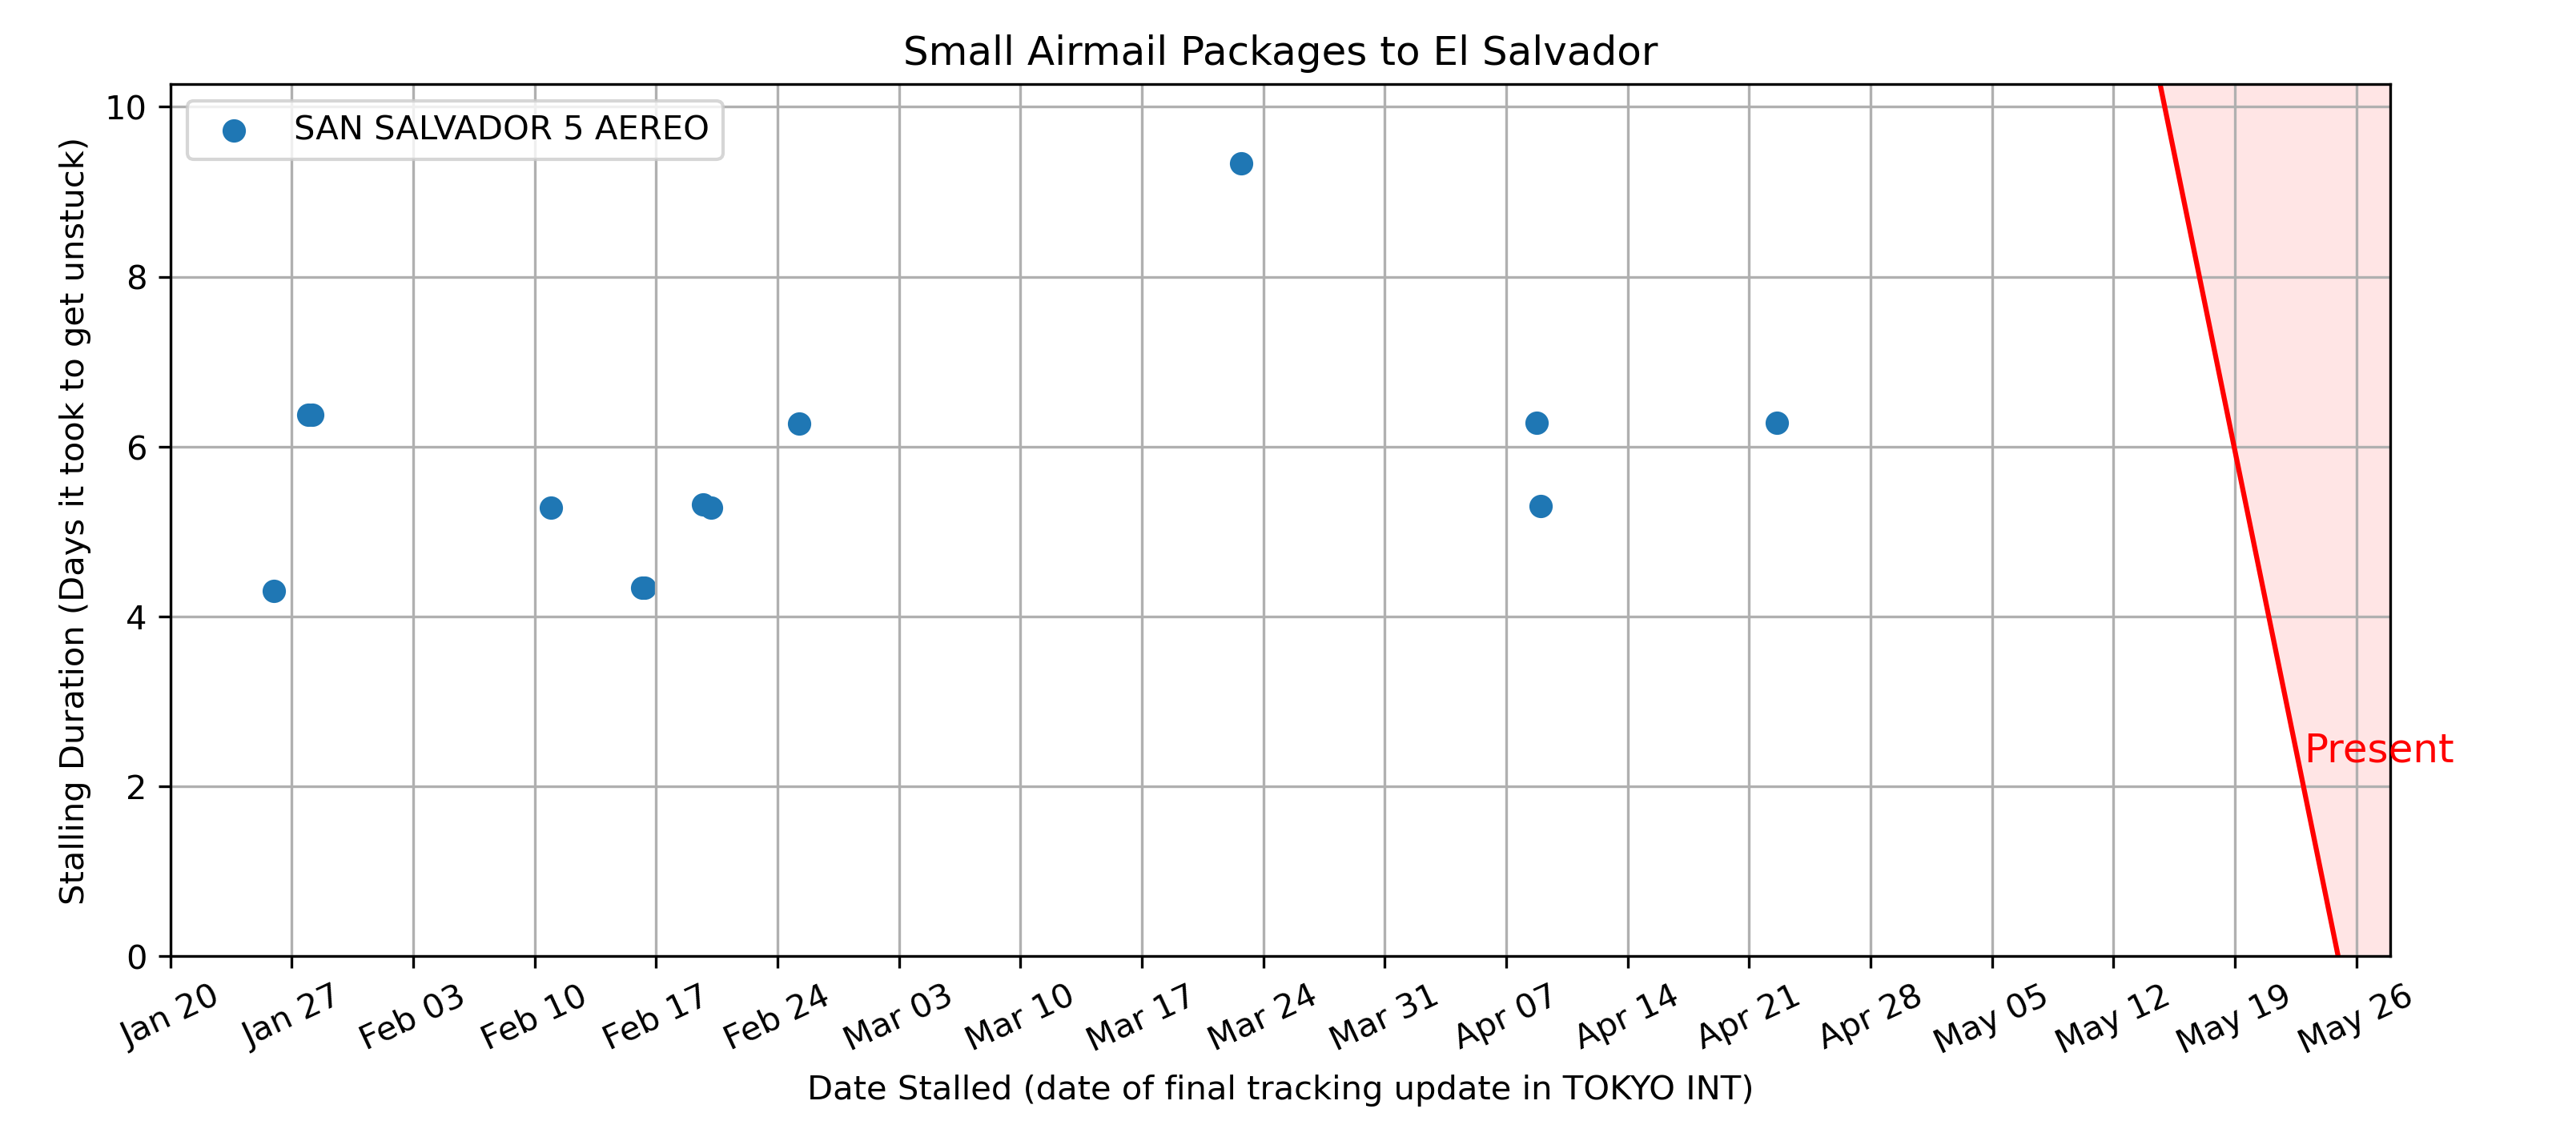 Small Airmail Packages to El Salvador
SAN SALVADOR 5 AEREO
Stalling Duration (Days it took to get unstuck)
10
8
6
4
2
0
Present
Jan 20
Jan 27
Feb 03
Feb 10
Feb 17
Feb 24
Mar 03
Mar 10
Mar 17
Mar 24
Mar 31
Apr 07
Apr 14
Apr 21
Apr 28
May 05
May 12
May 19
May 26
Date Stalled (date of final tracking update in TOKYO INT)